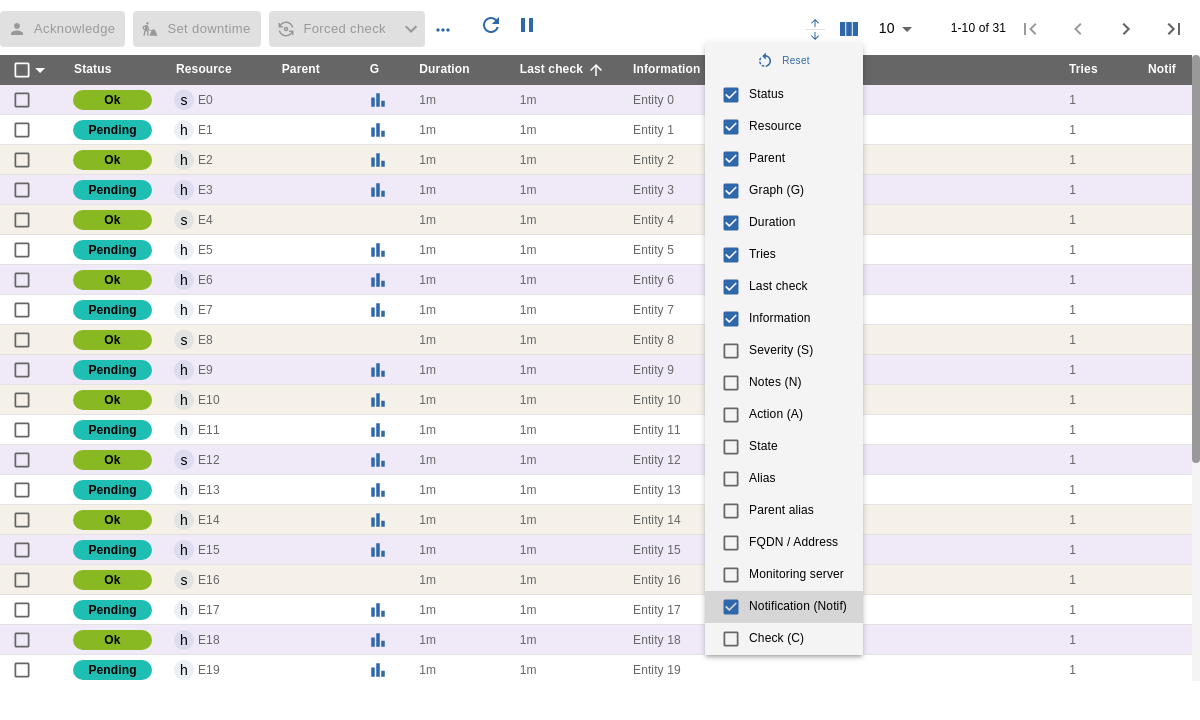 Acknowledge Set downtime Forced check ... 10 1-10 of 31
Status Resource Parent G Duration Last check Information Tries Notif
Ok s E0 1m 1m Entity 0 1
Pending h E1 1m 1m Entity 1 1
Ok h E2 1m 1m Entity 2 1
Pending h E3 1m 1m Entity 3 1
Ok s E4 1m 1m Entity 4 1
Pending h E5 1m 1m Entity 5 1
Ok h E6 1m 1m Entity 6 1
Pending h E7 1m 1m Entity 7 1
Ok s E8 1m 1m Entity 8 1
Pending h E9 1m 1m Entity 9 1
Ok h E10 1m 1m Entity 10 1
Pending h E11 1m 1m Entity 11 1
Ok s E12 1m 1m Entity 12 1
Pending h E13 1m 1m Entity 13 1
Ok h E14 1m 1m Entity 14 1
Pending h E15 1m 1m Entity 15 1
Ok s E16 1m 1m Entity 16 1
Pending h E17 1m 1m Entity 17 1
Ok h E18 1m 1m Entity 18 1
Pending h E19 1m 1m Entity 19 1
Reset
Status
Resource
Parent
Graph (G)
Duration
Tries
Last check
Information
Severity (S)
Notes (N)
Action (A)
State
Alias
Parent alias
FQDN / Address
Monitoring server
Notification (Notif)
Check (C)